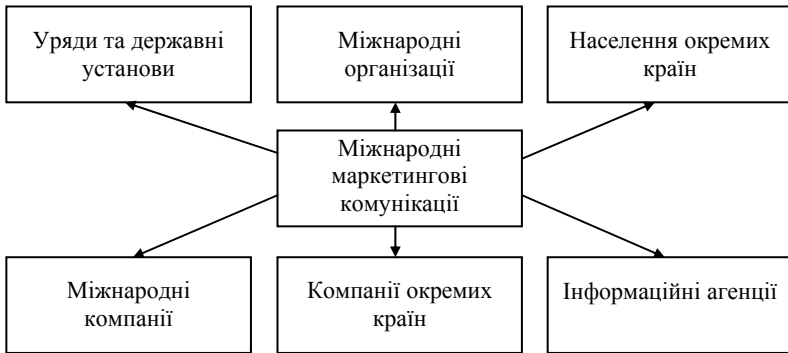 Уряди та державні
установи
Міжнародні
організації
Населення окремих
країн
Міжнародні
маркетингові
комунікації
Міжнародні
компанії
Компанії окремих
країн
Інформаційні агенції